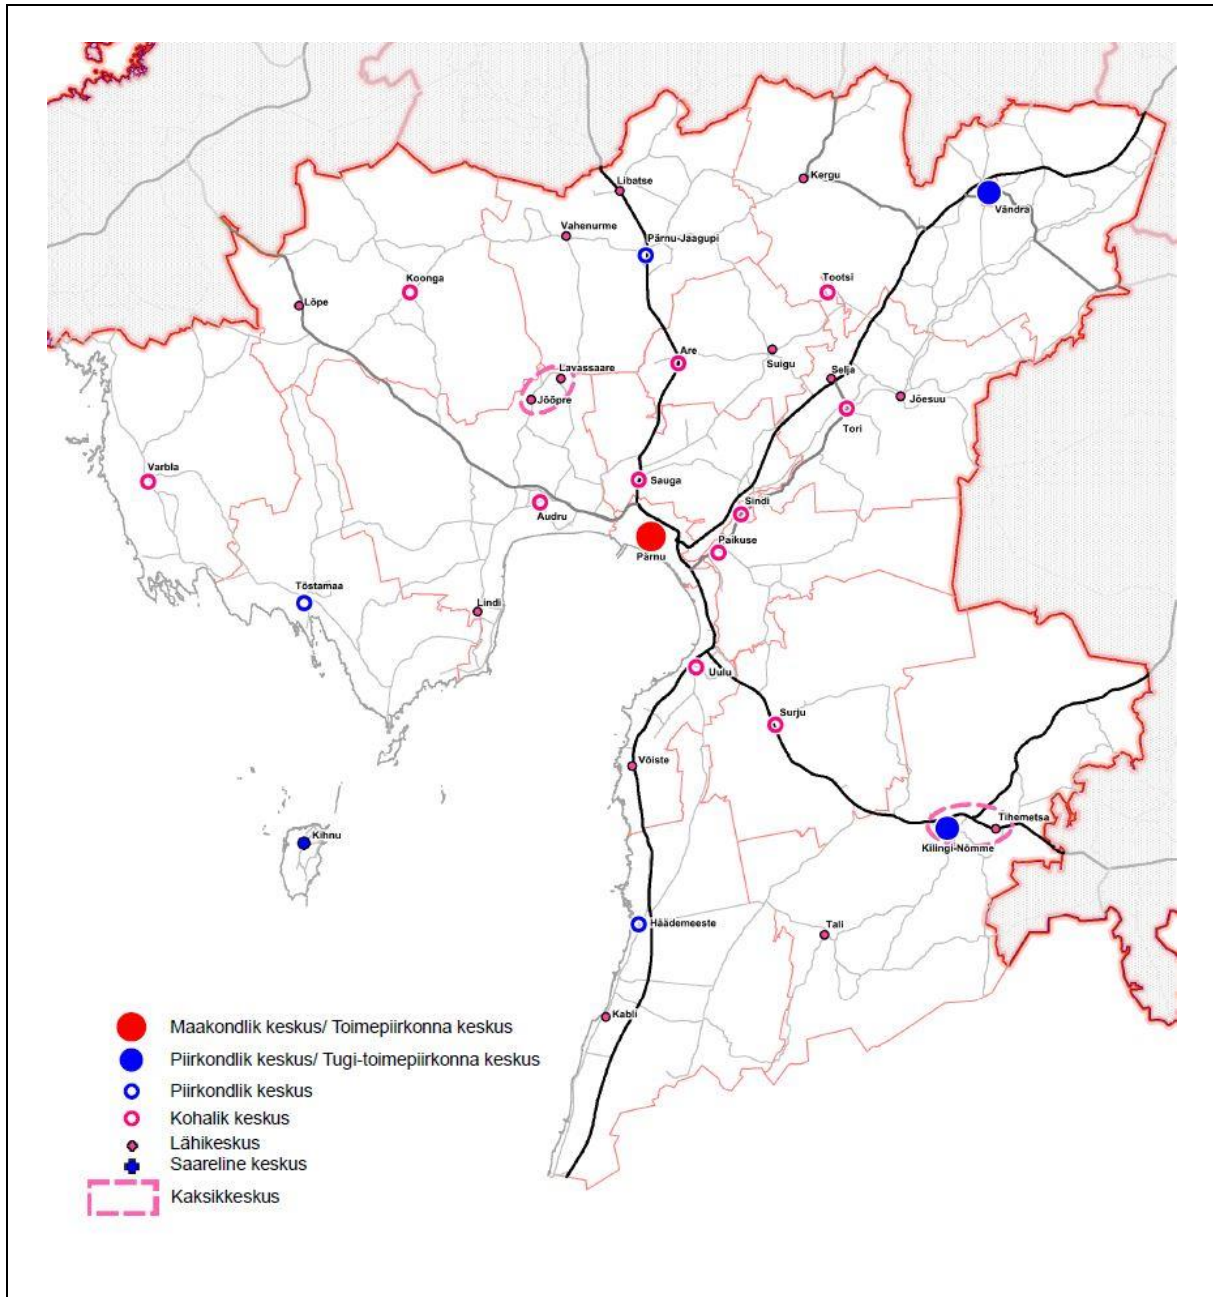 Kergu
Libatse
Vändra
Vahenurme
Pärnu-Jaagupi
Koonga
Tootsi
Lõpe
Are
Suigu
Lavassaare
Selja
Jõõpre
Jõesuu
Tori
Varbla
Sauga
Sindi
Audru
Paikuse
Pärnu
Tõstamaa
Lindi
Uulu
Surju
Võiste
Kihnu
Tihemetsa
Kilingi-Nõmme
Häädemeeste
Tali
Kabli
Maakondlik keskus/ Toimepiirkonna keskus
Piirkondlik keskus/ Tugi-toimepiirkonna keskus
Piirkondlik keskus
Kohalik keskus
Lähikeskus
Saareline keskus
Kaksikkeskus